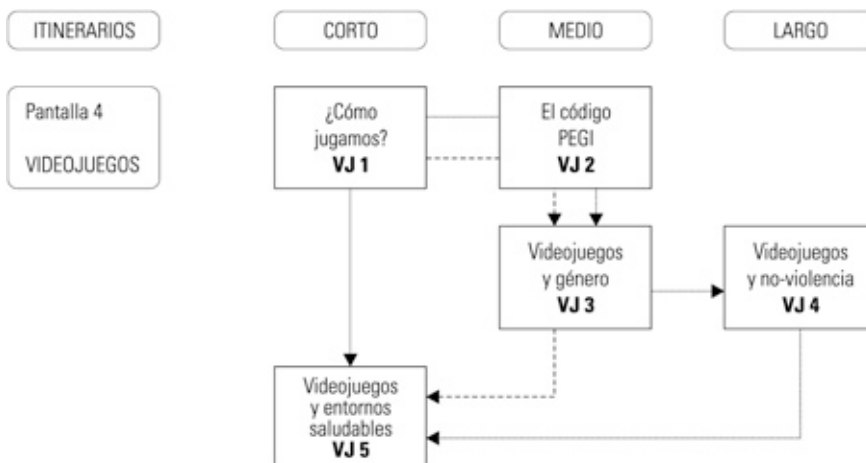 ITINERARIOS
CORTO
MEDIO
LARGO
Pantalla 4
VIDEOJUEGOS
¿Cómo
jugamos?
VJ 1
El código
PEGI
VJ 2
Videojuegos
y género
VJ 3
Videojuegos
y no-violencia
VJ 4
Videojuegos
y entornos
saludables
VJ 5